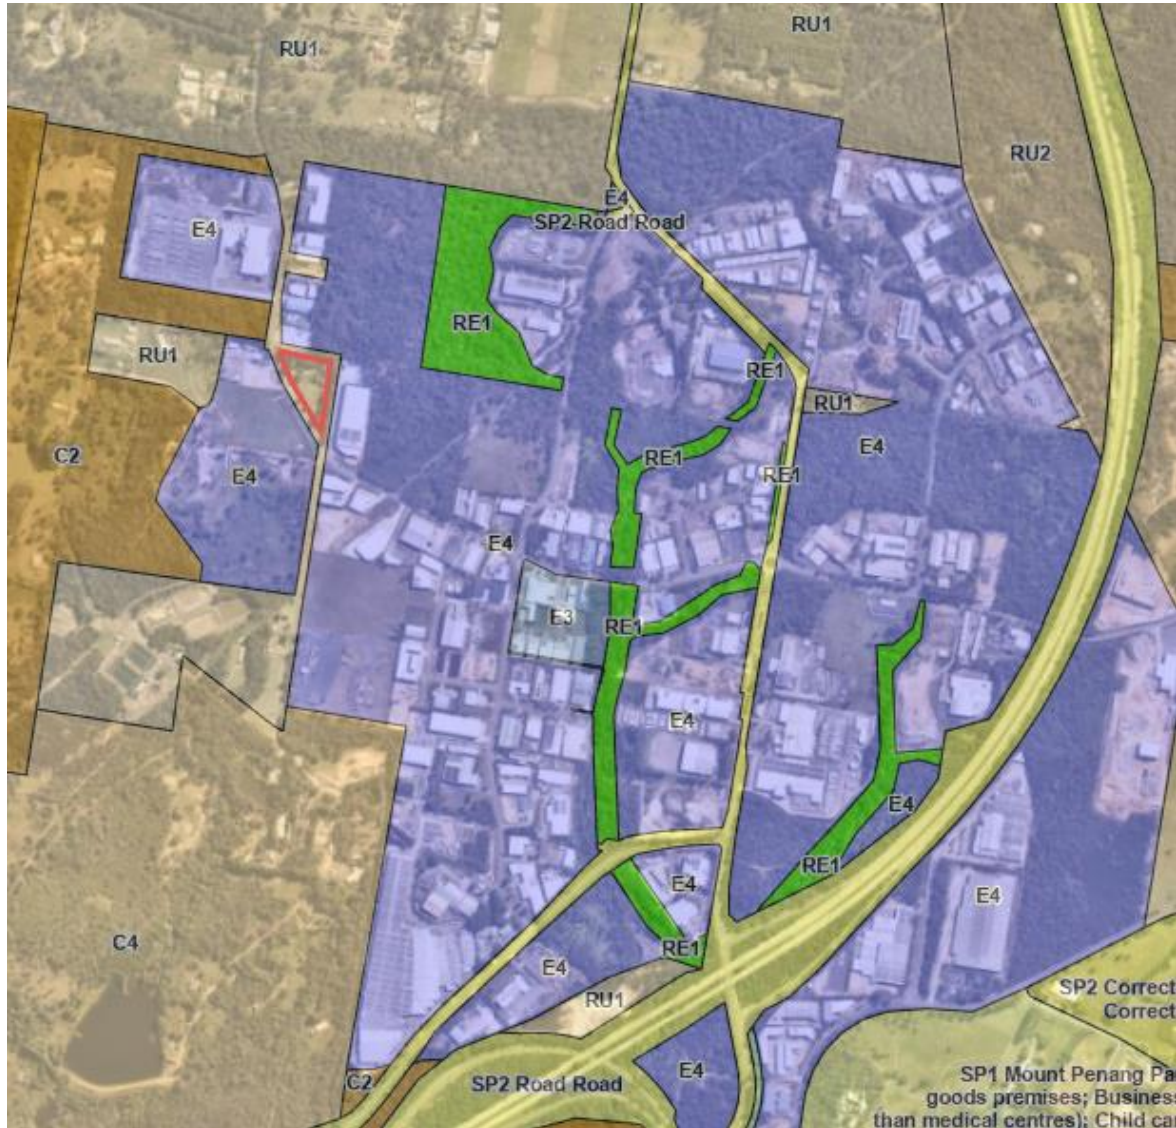 RU1
RU1
RU2
E4
SP2 Road Road
E4
RE1
RU1
RE1
RU1
C2
E4
RE1
RE1
E4
E4
E3
RE1
E4
E4
RE1
E4
E4
C4
RE1
E4
RU1
SP2 Correct
Correct
C2
SP2 Road Road
E4
SP1 Mount Penang Pa
goods premises; Business
than medical centres); Child ca